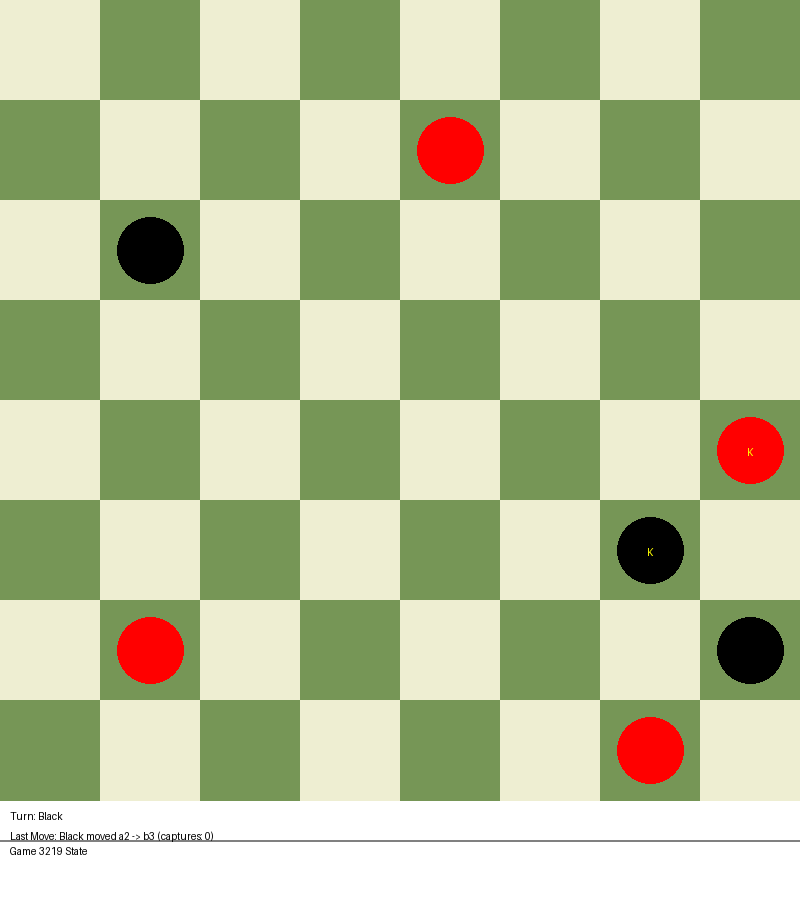 K
K
Turn: Black
Last Move: Black moved a2 -> b3 (captures: 0)
Game 3219 State